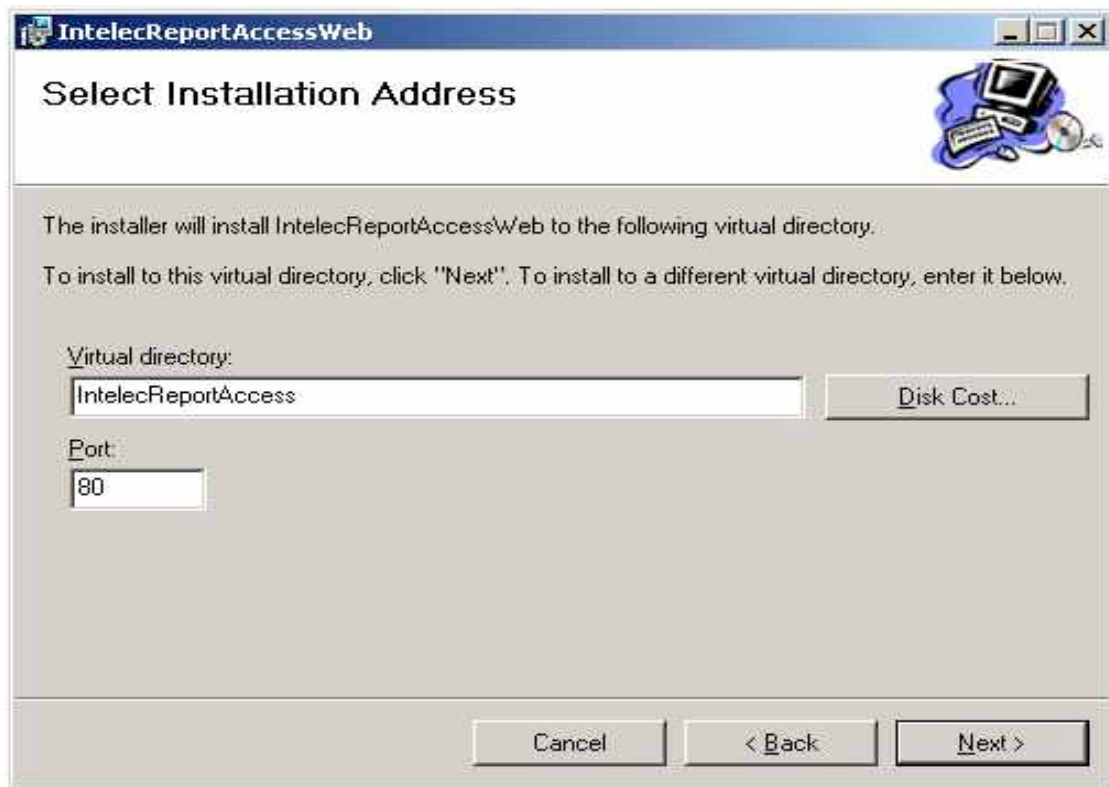 IntelecReportAccessWeb
Select Installation Address
The installer will install IntelecReportAccessWeb to the following virtual directory.
To install to this virtual directory, click "Next". To install to a different virtual directory, enter it below.
Virtual directory:
IntelecReportAccess
Disk Cost...
Port:
80
Cancel
< Back
Next >